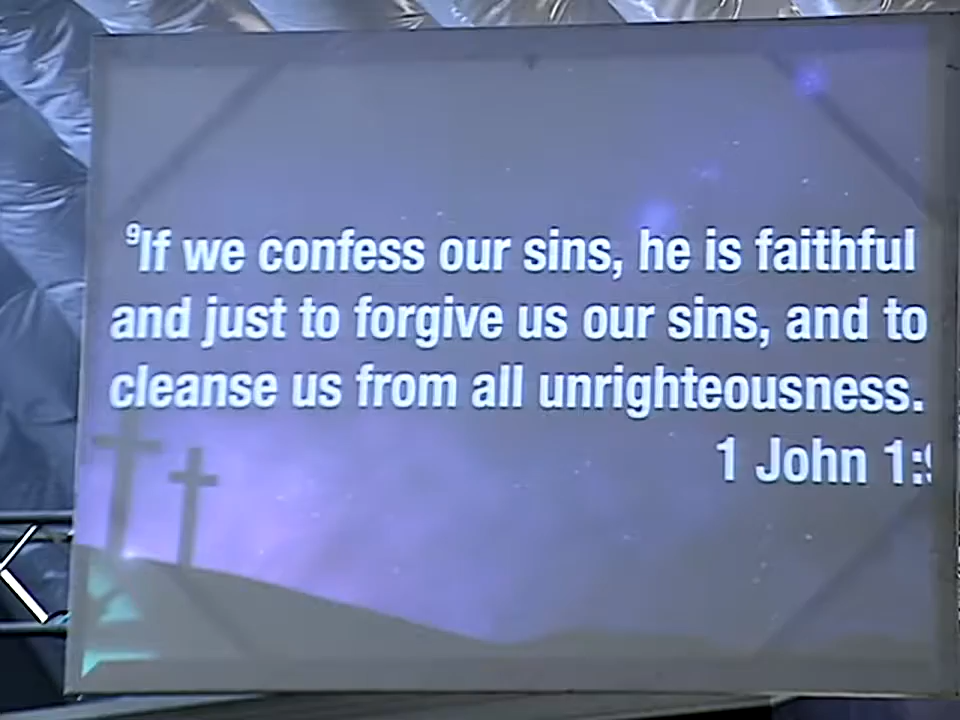 ⁹If we confess our sins, he is faithful
and just to forgive us our sins, and to
cleanse us from all unrighteousness.
1 John 1:9